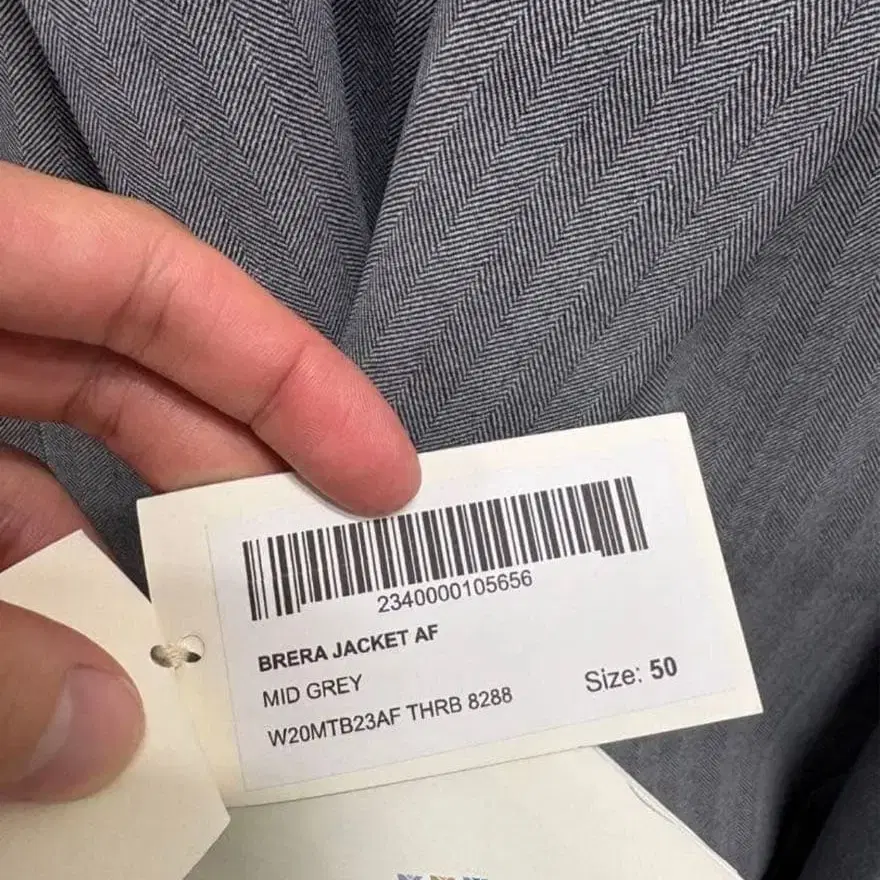 2340000105656
BRERA JACKET AF
MID GREY
W20MTB23AF THRB 8288
Size: 50